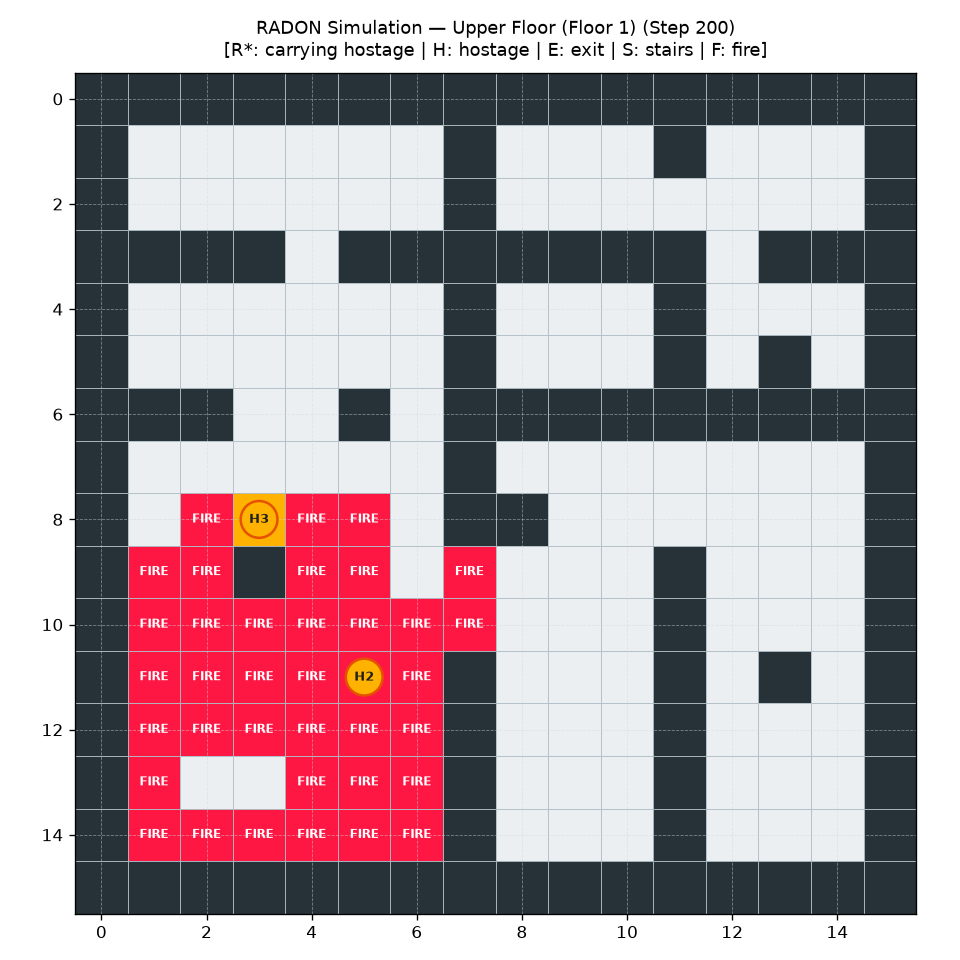 RADON Simulation — Upper Floor (Floor 1) (Step 200)
[R*: carrying hostage | H: hostage | E: exit | S: stairs | F: fire]
0
2
4
6
8 FIRE H3 FIRE FIRE
FIRE FIRE FIRE FIRE FIRE
10 FIRE FIRE FIRE FIRE FIRE FIRE FIRE
FIRE FIRE FIRE FIRE H2 FIRE
12 FIRE FIRE FIRE FIRE FIRE FIRE
FIRE FIRE FIRE FIRE
14 FIRE FIRE FIRE FIRE FIRE FIRE
0 2 4 6 8 10 12 14